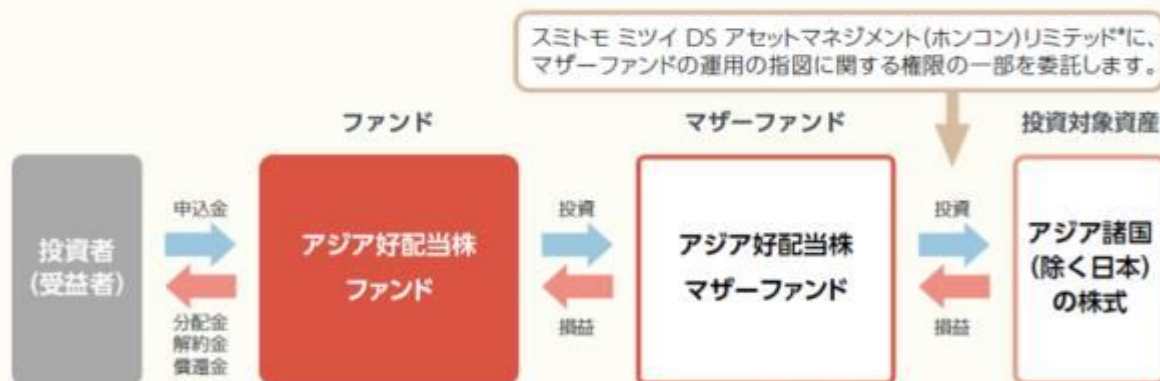 スミトモ ミツイ DS アセットマネジメント(ホンコン)リミテッド*に、
マザーファンドの運用の指図に関する権限の一部を委託します。
ファンド
マザーファンド
投資対象資産
投資者
(受益者)
申込金
分配金
解約金
償還金
アジア好配当株
ファンド
投資
損益
アジア好配当株
マザーファンド
投資
損益
アジア諸国
(除く日本)
の株式